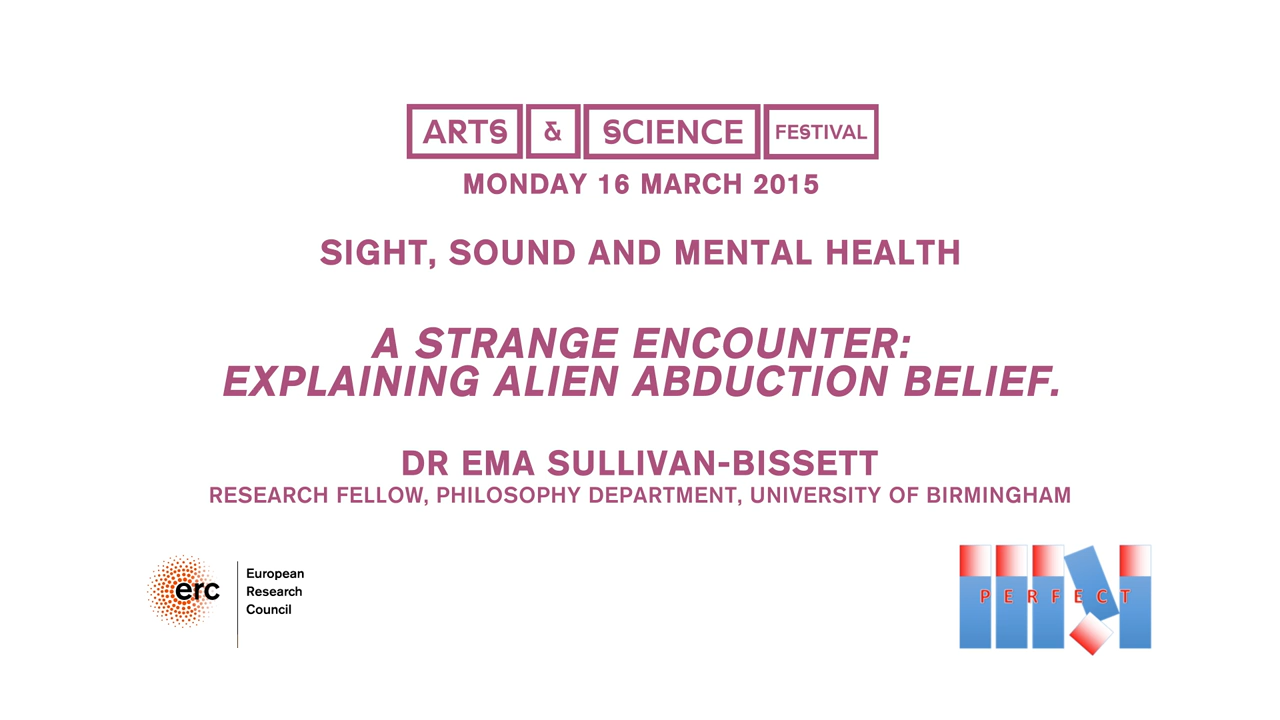 ARTS & SCIENCE FESTIVAL
MONDAY 16 MARCH 2015
SIGHT, SOUND AND MENTAL HEALTH
A STRANGE ENCOUNTER:
EXPLAINING ALIEN ABDUCTION BELIEF.
DR EMA SULLIVAN-BISSETT
RESEARCH FELLOW, PHILOSOPHY DEPARTMENT, UNIVERSITY OF BIRMINGHAM
erc
European
Research
Council
PERFECT